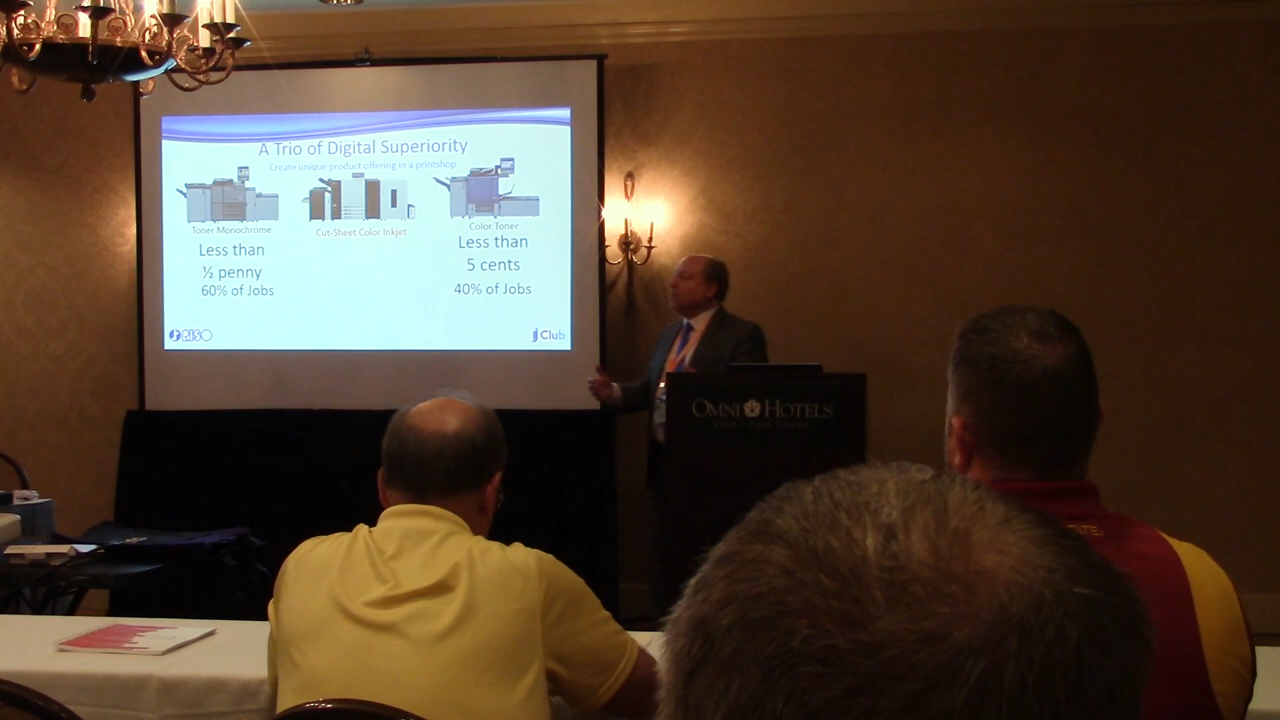 A Trio of Digital Superiority
Create unique product offering in a printshop
Toner Monochrome
Less than
½ penny
60% of Jobs
Cut-Sheet Color Inkjet
Color Toner
Less than
5 cents
40% of Jobs
RISO
jj Club
OMNI HOTELS